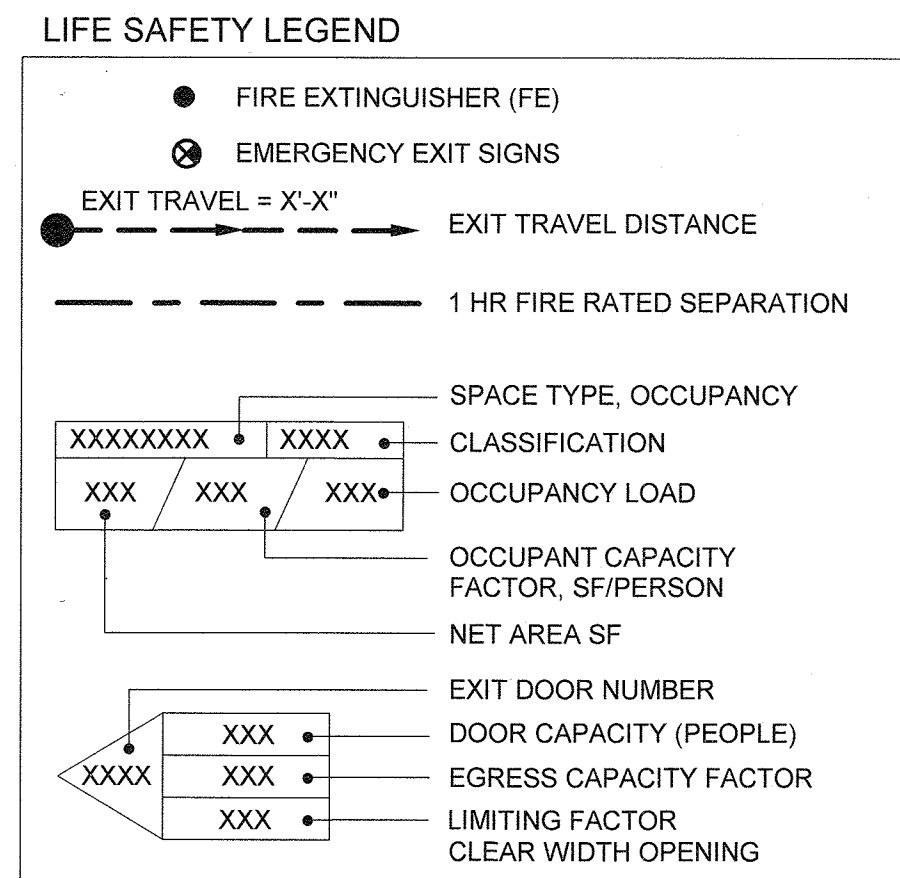 LIFE SAFETY LEGEND
FIRE EXTINGUISHER (FE)
EMERGENCY EXIT SIGNS
EXIT TRAVEL = X'-X"
EXIT TRAVEL DISTANCE
1 HR FIRE RATED SEPARATION
SPACE TYPE, OCCUPANCY
XXXXXXXX XXXX CLASSIFICATION
XXX XXX XXX OCCUPANCY LOAD
OCCUPANT CAPACITY
FACTOR, SF/PERSON
NET AREA SF
EXIT DOOR NUMBER
XXX DOOR CAPACITY (PEOPLE)
XXXX XXX EGRESS CAPACITY FACTOR
XXX LIMITING FACTOR
CLEAR WIDTH OPENING